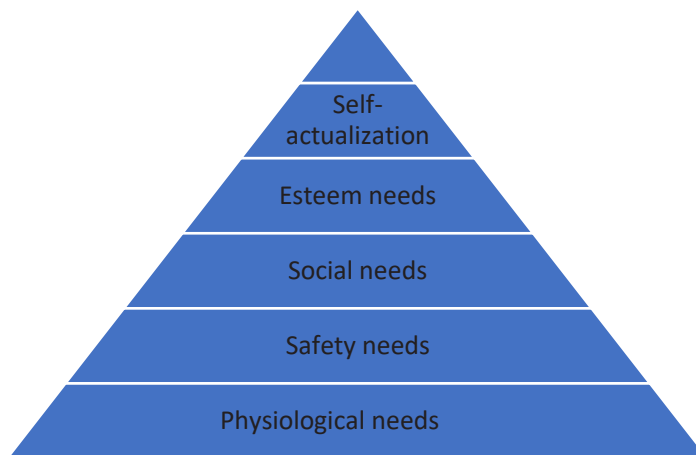 Self-
actualization
Esteem needs
Social needs
Safety needs
Physiological needs